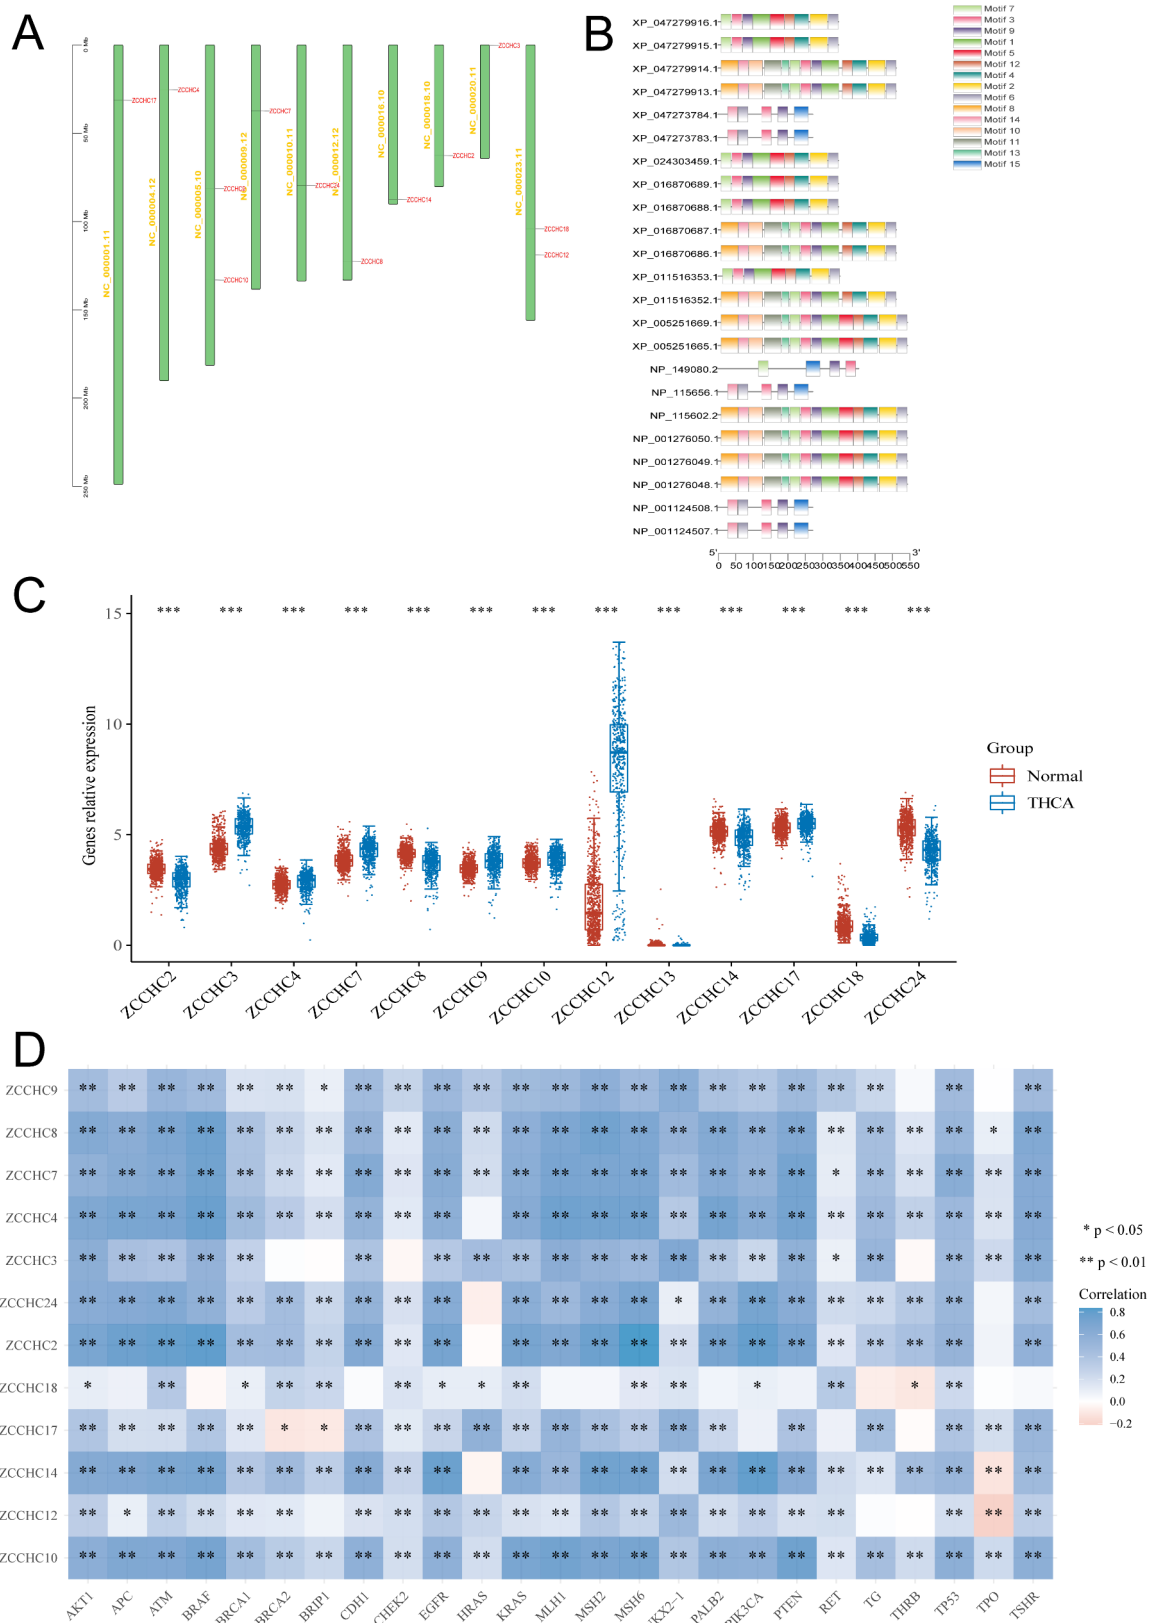 A
0 Mb
50 Mb
100 Mb
150 Mb
200 Mb
250 Mb
NC_000001.11
NC_000004.12
NC_000005.10
NC_000009.12
NC_000010.11
NC_000012.12
NC_000016.10
NC_000018.10
NC_000020.11
NC_000023.11
ZCCHC17
ZCCHC4
ZCCHC9
ZCCHC10
ZCCHC7
ZCCHC24
ZCCHC8
ZCCHC14
ZCCHC2
ZCCHC3
ZCCHC18
ZCCHC12
B
XP_047279916.1
XP_047279915.1
XP_047279914.1
XP_047279913.1
XP_047273784.1
XP_047273783.1
XP_024303459.1
XP_016870689.1
XP_016870688.1
XP_016870687.1
XP_016870686.1
XP_011516353.1
XP_011516352.1
XP_005251669.1
XP_005251665.1
NP_149080.2
NP_115656.1
NP_115602.2
NP_001276050.1
NP_001276049.1
NP_001276048.1
NP_001124508.1
NP_001124507.1
5' 3'
0 50 100 150 200 250 300 350 400 450 500 550
Motif 7
Motif 3
Motif 9
Motif 1
Motif 5
Motif 12
Motif 4
Motif 2
Motif 6
Motif 8
Motif 14
Motif 10
Motif 11
Motif 13
Motif 15
C
Genes relative expression
15
10
5
0
*** *** *** *** *** *** *** *** *** *** *** *** ***
ZCCHC2 ZCCHC3 ZCCHC4 ZCCHC7 ZCCHC8 ZCCHC9 ZCCHC10 ZCCHC12 ZCCHC13 ZCCHC14 ZCCHC17 ZCCHC18 ZCCHC24
Group
Normal
THCA
D
ZCCHC9 ** ** ** ** ** ** * ** ** ** ** ** ** ** ** ** ** ** ** ** ** ** **
ZCCHC8 ** ** ** ** ** ** ** ** ** ** ** ** ** ** ** ** ** ** ** ** ** ** ** * **
ZCCHC7 ** ** ** ** ** ** ** ** ** ** ** ** ** ** ** ** ** ** ** * ** ** ** ** **
ZCCHC4 ** ** ** ** ** ** ** ** ** ** ** ** ** ** ** ** ** ** ** ** ** ** ** **
ZCCHC3 ** ** ** ** ** ** ** ** ** ** ** ** ** ** ** ** ** * ** ** ** **
ZCCHC24 ** ** ** ** ** ** ** ** ** ** ** ** ** ** * ** ** ** ** ** ** ** **
ZCCHC2 ** ** ** ** ** ** ** ** ** ** ** ** ** ** ** ** ** ** ** ** ** ** **
ZCCHC18 * ** * ** ** ** * * ** ** ** * ** * **
ZCCHC17 ** ** ** ** ** * * ** ** ** ** ** ** ** ** ** ** ** ** ** ** **
ZCCHC14 ** ** ** ** ** ** ** ** ** ** ** ** ** ** ** ** ** ** ** ** ** ** ** **
ZCCHC12 ** * ** ** ** ** ** ** ** ** ** ** ** ** ** ** ** ** ** ** ** **
ZCCHC10 ** ** ** ** ** ** ** ** ** ** ** ** ** ** ** ** ** ** ** ** ** ** ** ** **
AKT1 APC ATM BRAF BRCA1 BRCA2 BRIP1 CDH1 CHEK2 EGFR HRAS KRAS MLH1 MSH2 MSH6 KX2−1 PALB2 PIK3CA PTEN RET TG THRB TP53 TPO TSHR
* p < 0.05
** p < 0.01
Correlation
0.8
0.6
0.4
0.2
0.0
−0.2